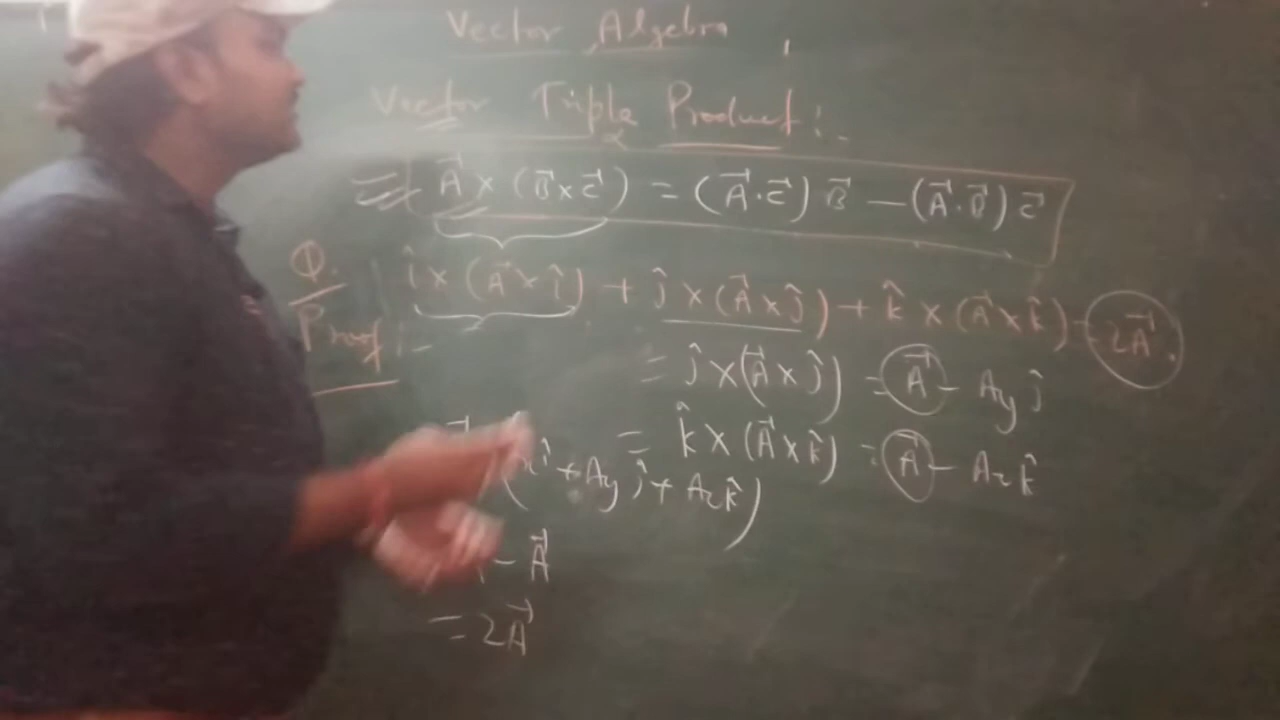 Vector Algebra
Vector Triple Product:-
A⃗ × (B⃗ × C⃗) = (A⃗·C⃗) B⃗ — (A⃗·B⃗) C⃗
Q. î × (A⃗ × î) + ĵ × (A⃗ × ĵ) + k̂ × (A⃗ × k̂) = 2A⃗.
Proof:-
= ĵ × (A⃗ × ĵ) = A⃗ - Ay ĵ
= k̂ × (A⃗ × k̂) = A⃗ - Az k̂
î + Ay ĵ + Az k̂)
- A⃗
= 2A⃗